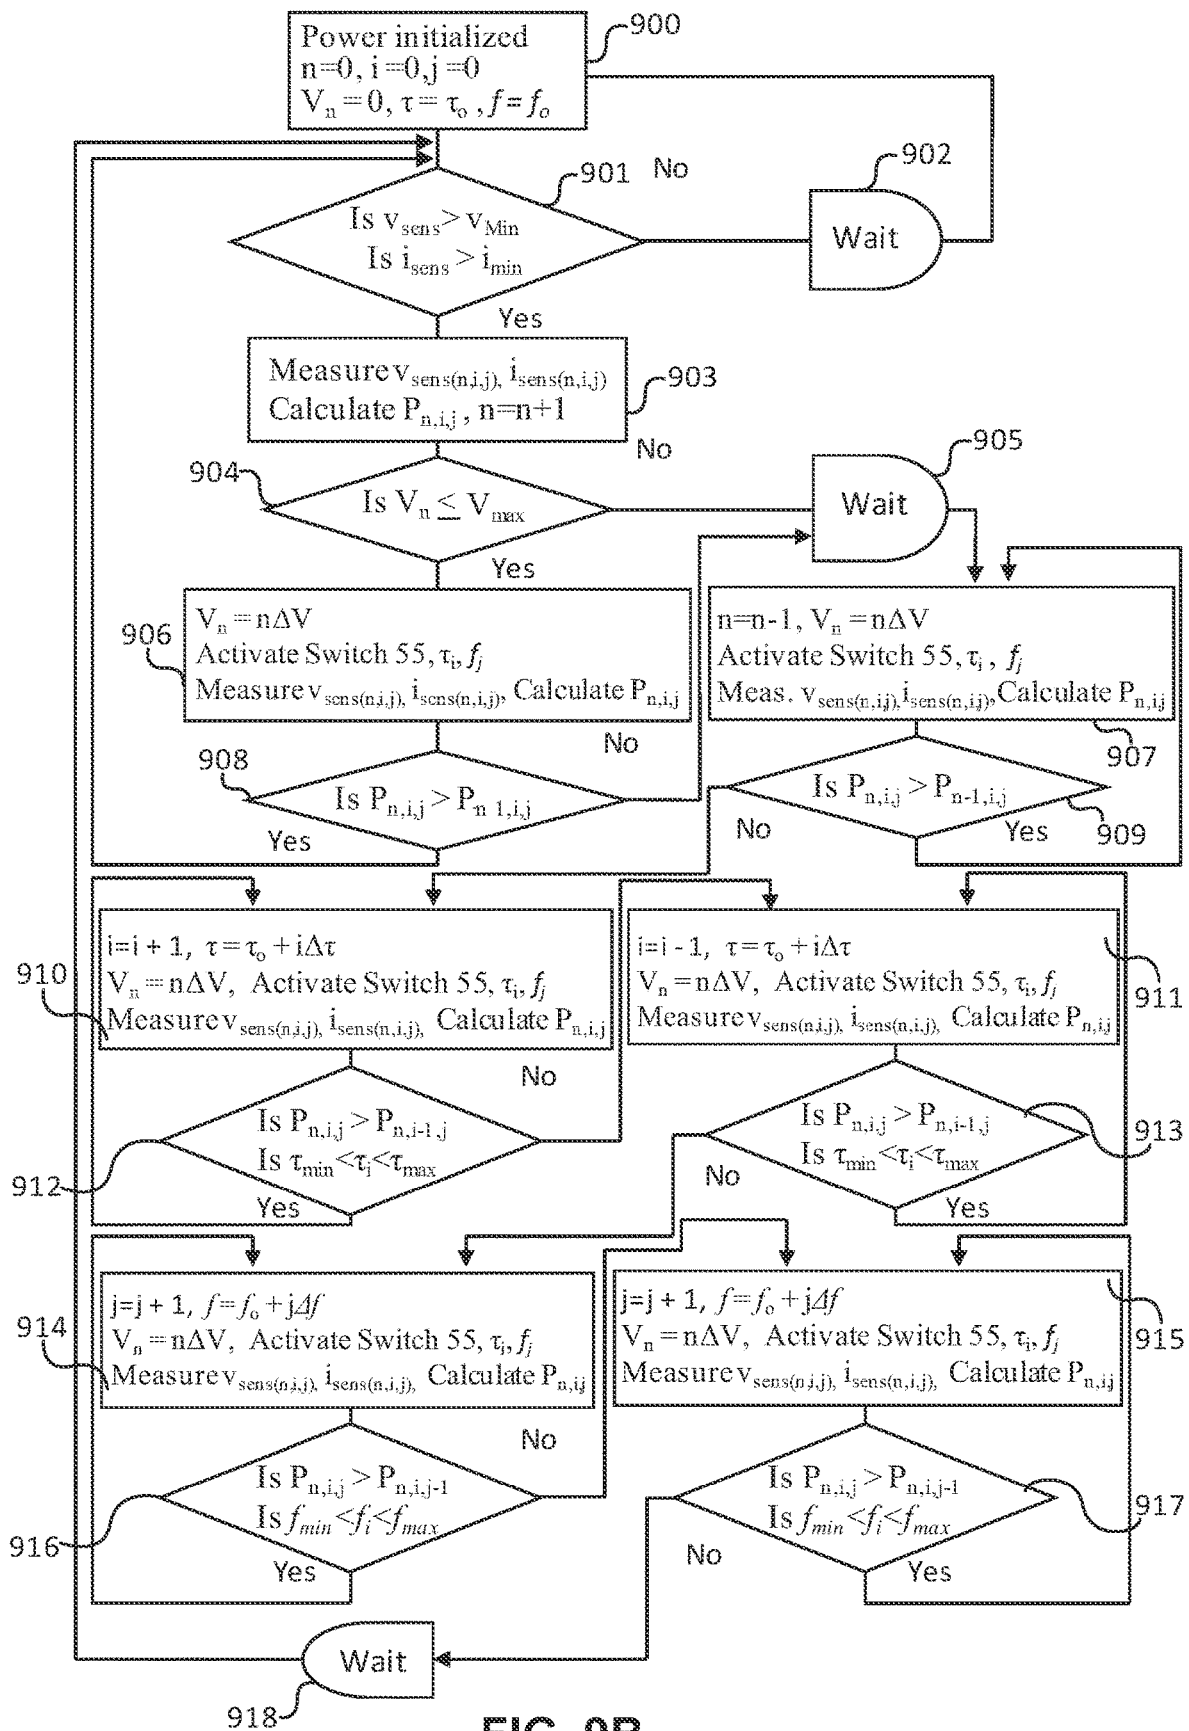 Power initialized
n=0, i=0,j=0
Vn = 0, τ = τo , f = fo
900
No
901
902
Is vsens > vMin
Is isens > imin
Wait
Yes
Measure vsens(n,i,j), isens(n,i,j)
Calculate Pn,i,j , n=n+1
903
No
905
904
Is Vn ≤ Vmax
Wait
Yes
906
Vn = nΔV
Activate Switch 55, τi, fj
Measure vsens(n,i,j), isens(n,i,j), Calculate Pn,i,j
n=n-1, Vn = nΔV
Activate Switch 55, τi , fj
Meas. vsens(n,i,j), isens(n,i,j), Calculate Pn,i,j
907
No
908
Is Pn,i,j > Pn 1,i,j
Yes
Is Pn,i,j > Pn-1,i,j
No
Yes
909
910
i=i + 1, τ = τo + iΔτ
Vn = nΔV, Activate Switch 55, τi, fj
Measure vsens(n,i,j), isens(n,i,j), Calculate Pn,i,j
i=i - 1, τ = τo + iΔτ
Vn = nΔV, Activate Switch 55, τi, fj
Measure vsens(n,i,j), isens(n,i,j), Calculate Pn,i,j
911
No
912
Is Pn,i,j > Pn,i-1,j
Is τmin<τi<τmax
Yes
Is Pn,i,j > Pn,i-1,j
Is τmin<τi<τmax
913
No
Yes
914
j=j + 1, f = fo + jΔf
Vn = nΔV, Activate Switch 55, τi, fj
Measure vsens(n,i,j), isens(n,i,j), Calculate Pn,i,j
j=j + 1, f = fo + jΔf
Vn = nΔV, Activate Switch 55, τi, fj
Measure vsens(n,i,j), isens(n,i,j), Calculate Pn,i,j
915
No
916
Is Pn,i,j > Pn,i,j-1
Is fmin <fi<fmax
Yes
Is Pn,i,j > Pn,i,j-1
Is fmin <fi<fmax
917
No
Yes
Wait
918
FIG. 9B